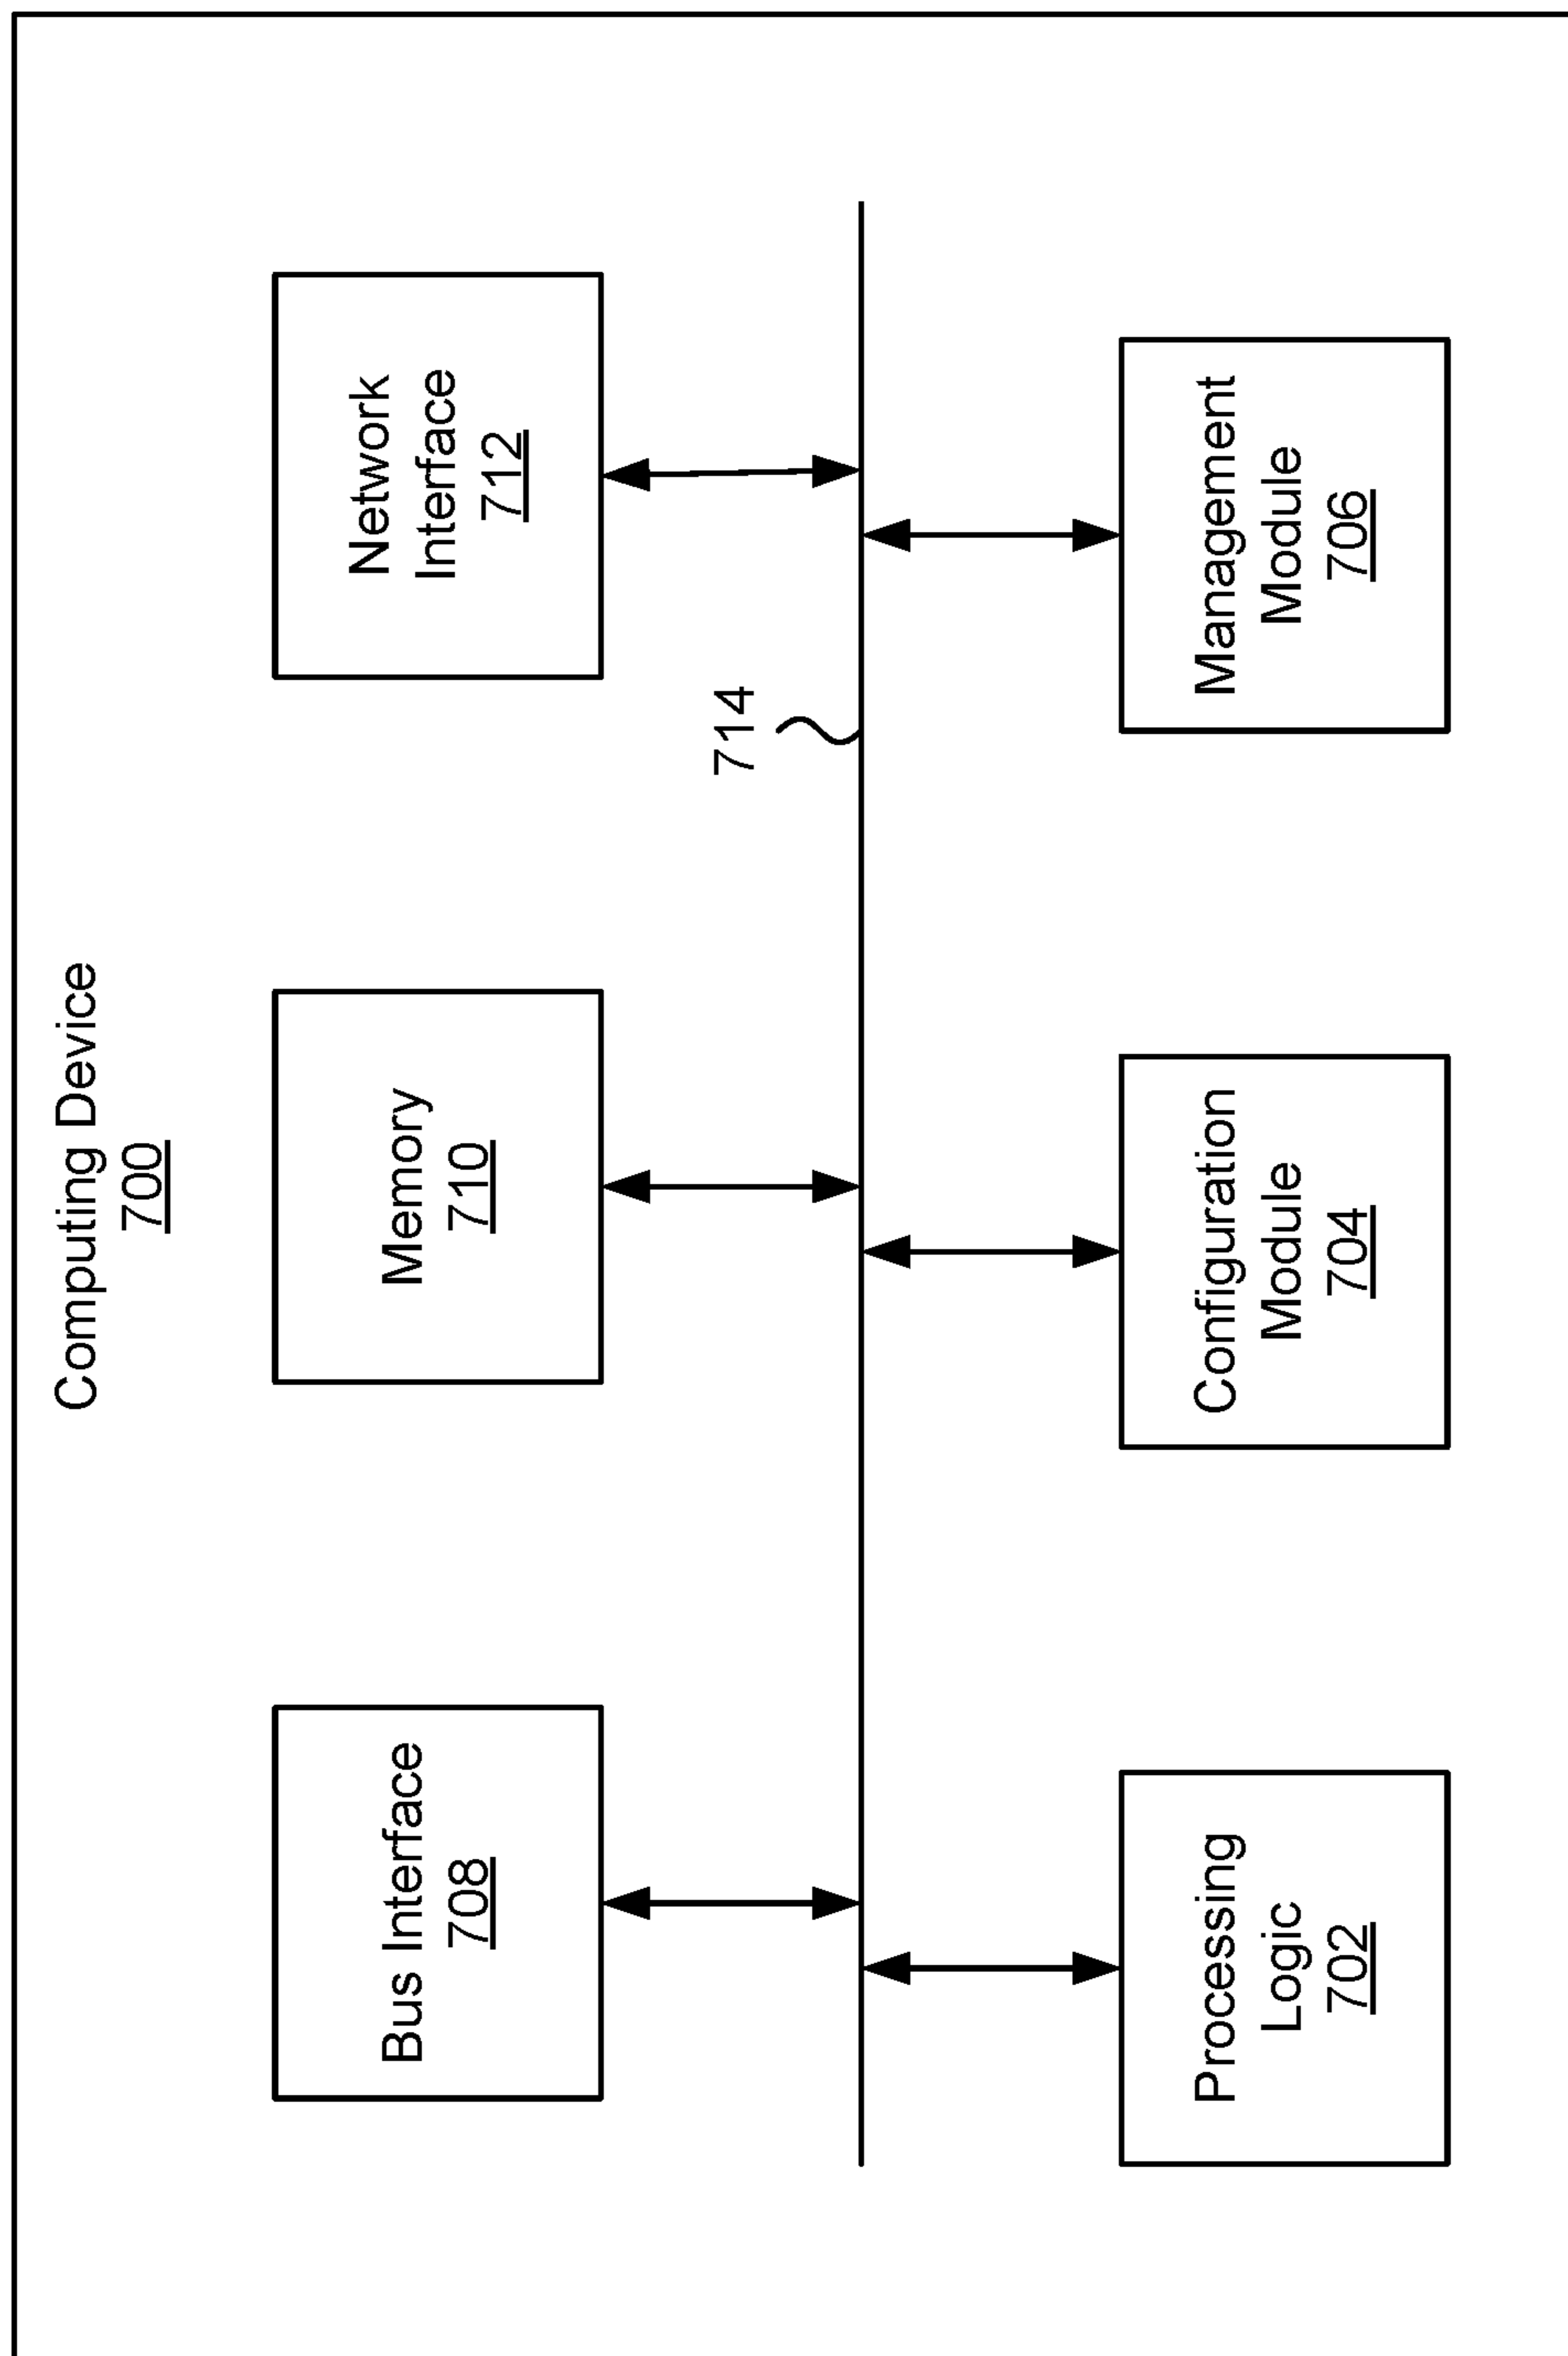 Computing Device
700
Bus Interface
708
Memory
710
Network
Interface
712
714
Processing
Logic
702
Configuration
Module
704
Management
Module
706